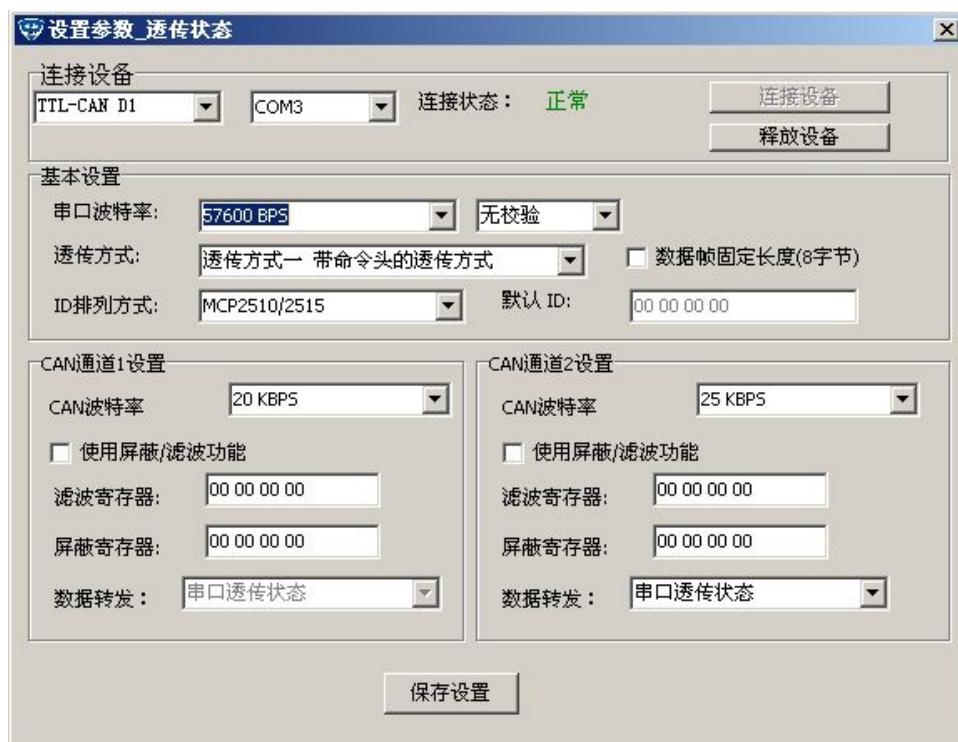 设置参数_透传状态
连接设备
TTL-CAN D1 COM3 连接状态： 正常 连接设备
释放设备
基本设置
串口波特率: 57600 BPS 无校验
透传方式: 透传方式一 带命令头的透传方式 数据帧固定长度(8字节)
ID排列方式: MCP2510/2515 默认 ID: 00 00 00 00
CAN通道1设置 CAN通道2设置
CAN波特率 20 KBPS CAN波特率 25 KBPS
使用屏蔽/滤波功能 使用屏蔽/滤波功能
滤波寄存器: 00 00 00 00 滤波寄存器: 00 00 00 00
屏蔽寄存器: 00 00 00 00 屏蔽寄存器: 00 00 00 00
数据转发： 串口透传状态 数据转发： 串口透传状态
保存设置